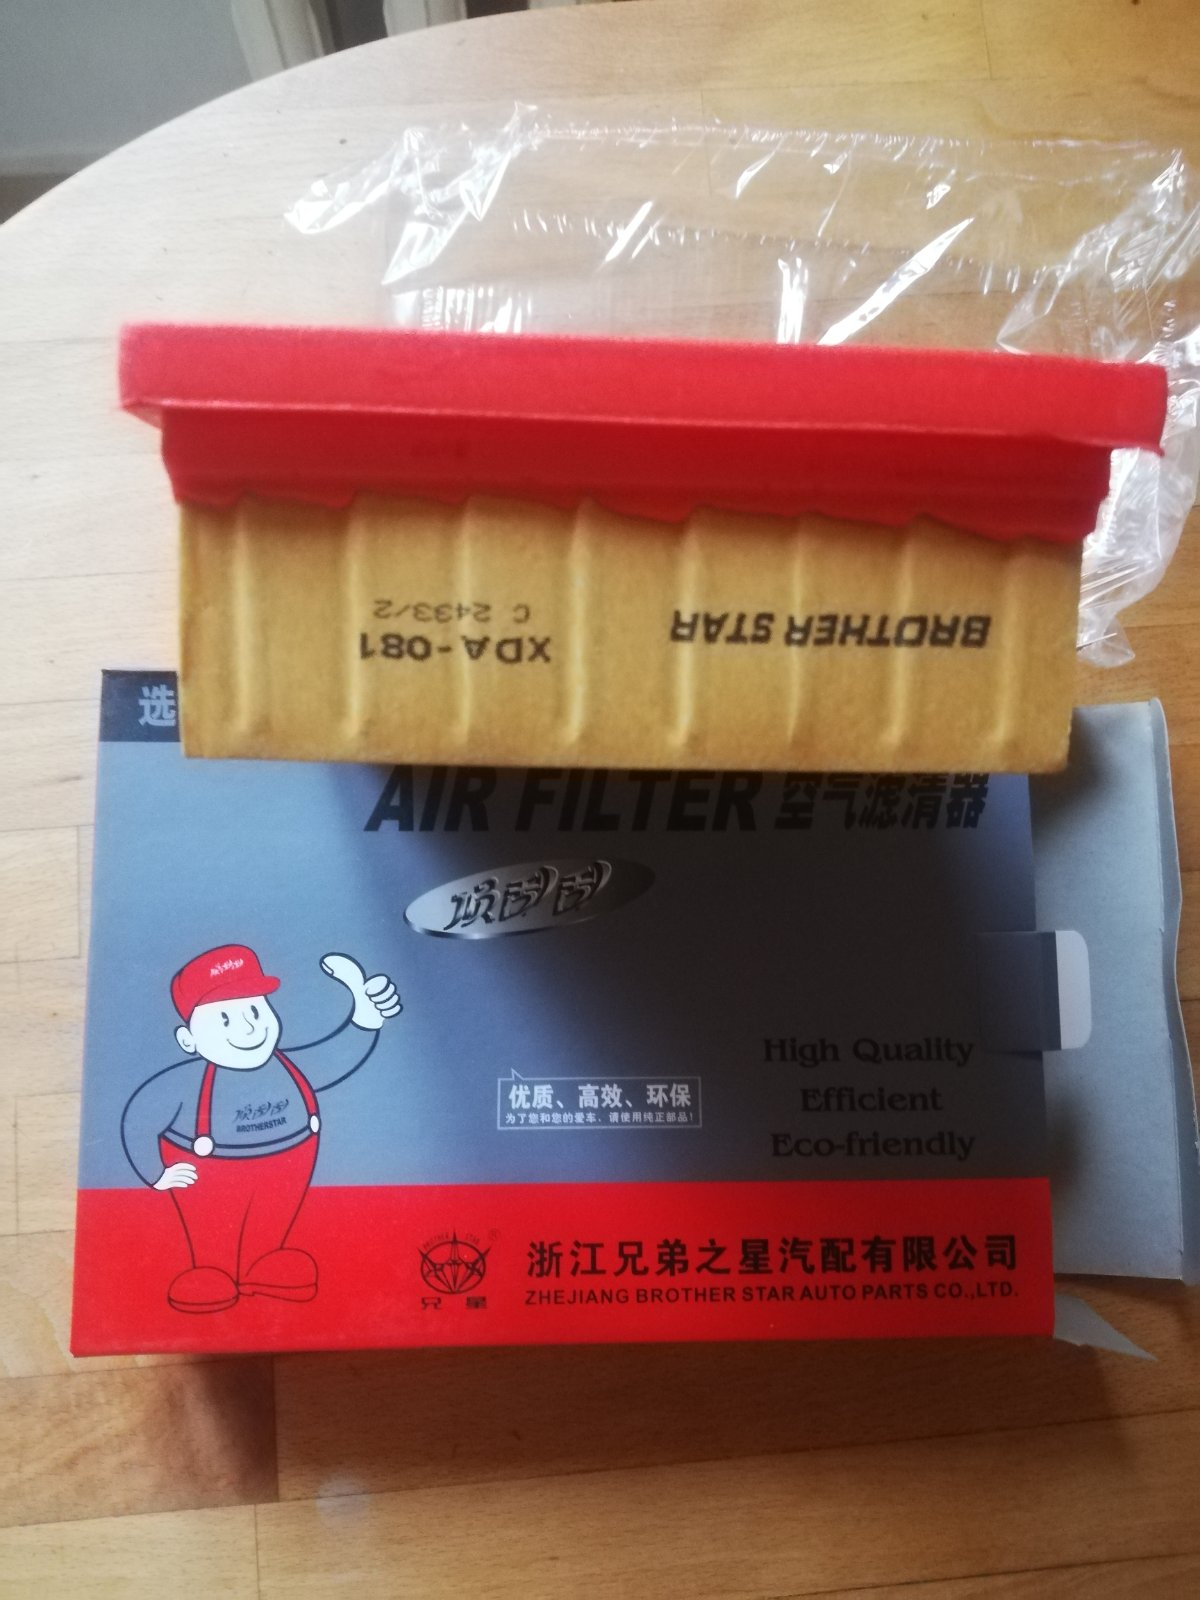 BROTHER STAR
XDA-081
C 2433/2
选
AIR FILTER 空气滤清器
High Quality
Efficient
Eco-friendly
优质、高效、环保
为了您和您的爱车、请使用纯正部品!
BROTHERSTAR
BROTHER STAR ®
兄星
浙江兄弟之星汽配有限公司
ZHEJIANG BROTHER STAR AUTO PARTS CO.,LTD.